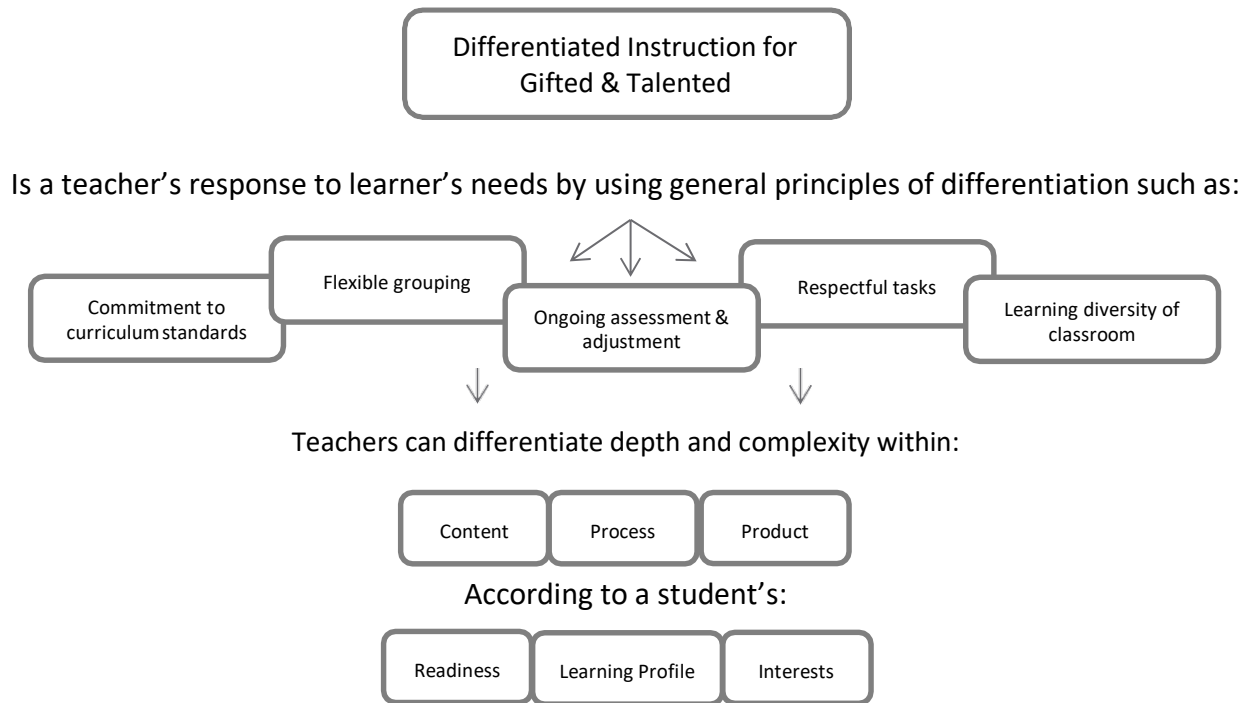 Differentiated Instruction for
Gifted & Talented
Is a teacher's response to learner's needs by using general principles of differentiation such as:
Commitment to
curriculum standards
Flexible grouping
Ongoing assessment &
adjustment
Respectful tasks
Learning diversity of
classroom
Teachers can differentiate depth and complexity within:
Content
Process
Product
According to a student's:
Readiness
Learning Profile
Interests